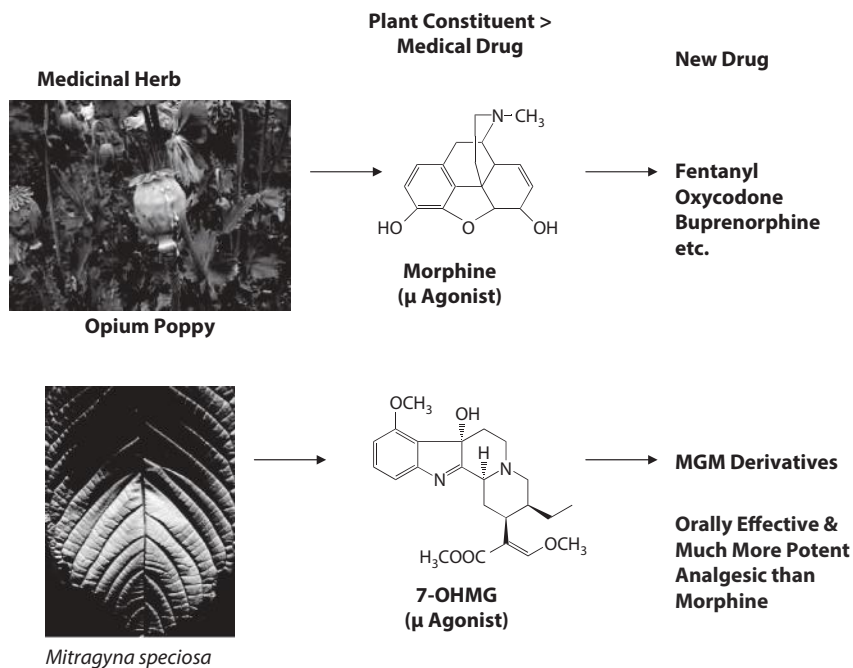 Plant Constituent >
Medical Drug
New Drug
Medicinal Herb
N
CH₃
HO
O
OH
Fentanyl
Oxycodone
Buprenorphine
etc.
Morphine
(μ Agonist)
Opium Poppy
OCH₃
OH
H
N
N
H₃COOC
OCH₃
MGM Derivatives
Orally Effective &
Much More Potent
Analgesic than
Morphine
7-OHMG
(μ Agonist)
Mitragyna speciosa